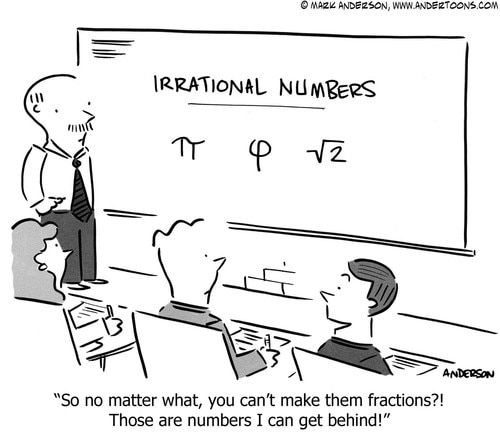 © MARK ANDERSON, WWW.ANDERTOONS.COM
IRRATIONAL NUMBERS
π φ √2
ANDERSON
“So no matter what, you can’t make them fractions?!
Those are numbers I can get behind!”